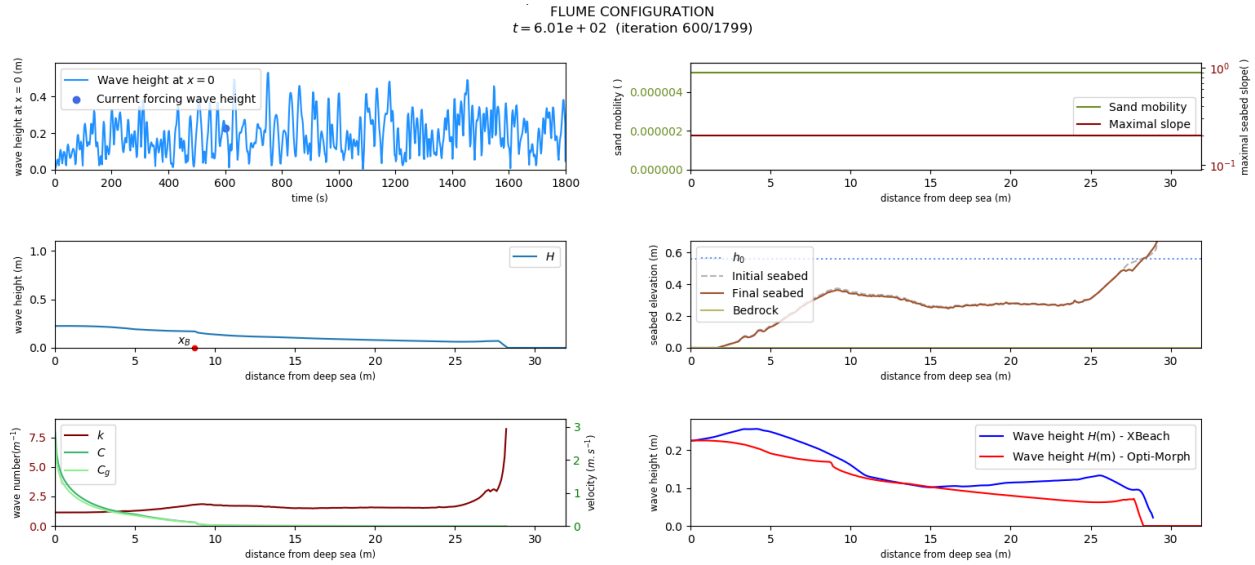 FLUME CONFIGURATION
t = 6.01e + 02 (iteration 600/1799)
wave height at x = 0 (m)
0.4
0.2
0.0
Wave height at x = 0
Current forcing wave height
0 200 400 600 800 1000 1200 1400 1600 1800
time (s)
sand mobility ( )
0.000004
0.000002
0.000000
Sand mobility
Maximal slope
10⁰
10⁻¹
maximal seabed slope( )
0 5 10 15 20 25 30
distance from deep sea (m)
wave height (m)
1.0
0.5
0.0
H
x_B
0 5 10 15 20 25 30
distance from deep sea (m)
seabed elevation (m)
0.6
0.4
0.2
0.0
h₀
Initial seabed
Final seabed
Bedrock
0 5 10 15 20 25 30
distance from deep sea (m)
wave number(m⁻¹)
7.5
5.0
2.5
0.0
k
C
C_g
3
2
1
0
velocity (m. s⁻¹)
0 5 10 15 20 25 30
distance from deep sea (m)
wave height (m)
0.2
0.1
0.0
Wave height H(m) - XBeach
Wave height H(m) - Opti-Morph
0 5 10 15 20 25 30
distance from deep sea (m)